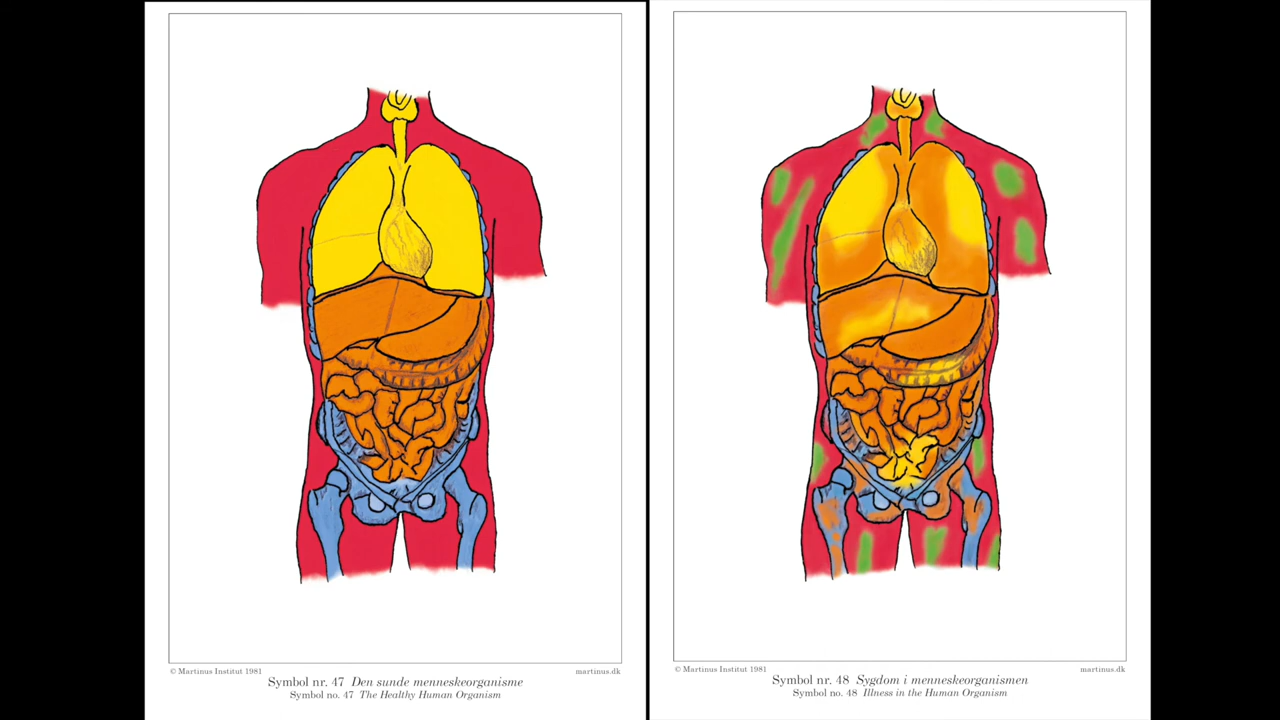 © Martinus Institut 1981 martinus.dk
Symbol nr. 47 Den sunde menneskeorganisme
Symbol no. 47 The Healthy Human Organism
© Martinus Institut 1981 martinus.dk
Symbol nr. 48 Sygdom i menneskeorganismen
Symbol no. 48 Illness in the Human Organism